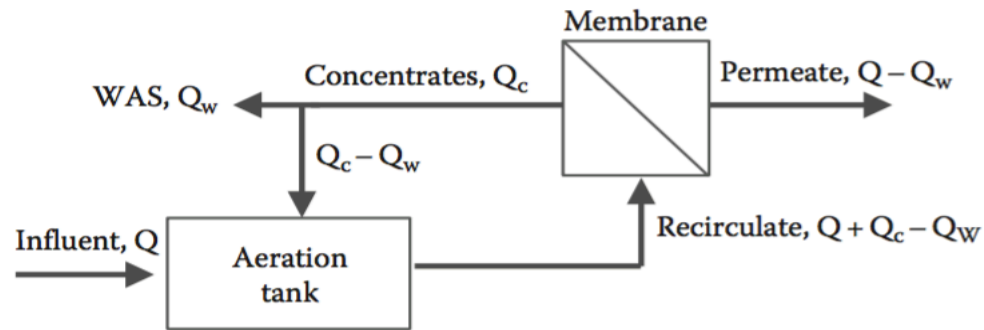 Membrane
Concentrates, Qc
Permeate, Q – Qw
WAS, Qw
Qc – Qw
Influent, Q
Aeration
tank
Recirculate, Q + Qc – QW